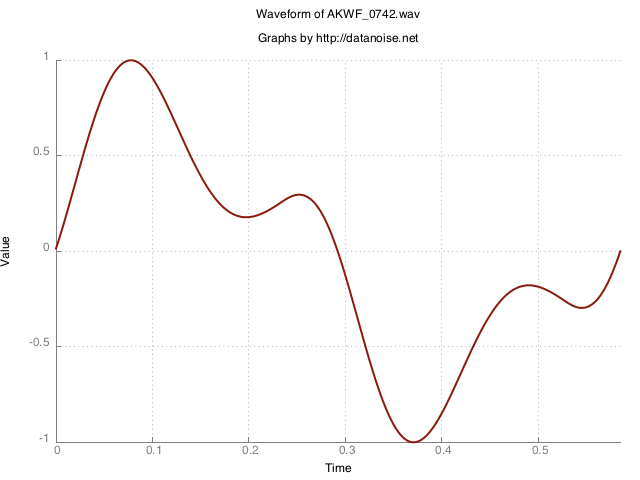 Waveform of AKWF_0742.wav
Graphs by http://datanoise.net
1
0.5
0
-0.5
-1
Value
0 0.1 0.2 0.3 0.4 0.5
Time